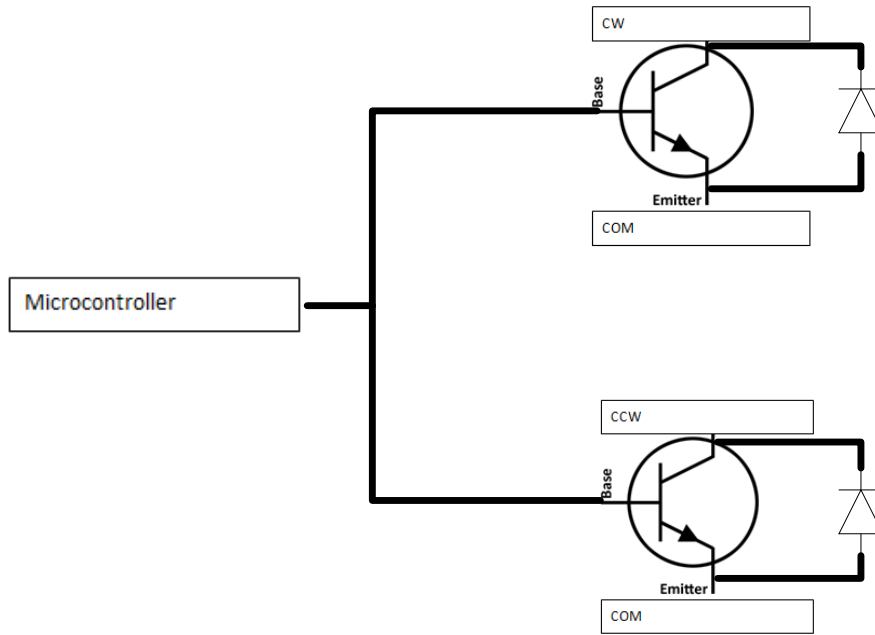 CW
Base
Emitter
COM
Microcontroller
CCW
Base
Emitter
COM